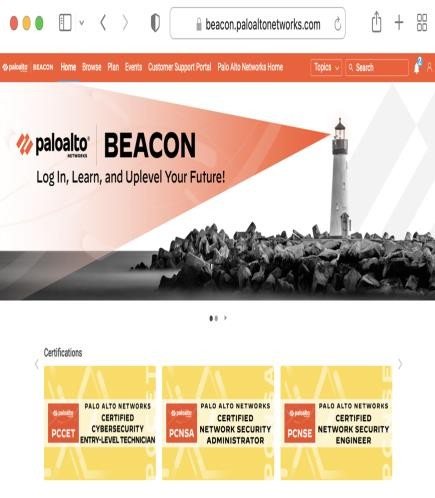 beacon.paloaltonetworks.com
paloalto BEACON Home Browse Plan Events Customer Support Portal Palo Alto Networks Home Topics Search
2
paloalto BEACON
NETWORKS
Log In, Learn, and Uplevel Your Future!
Certifications
paloalto
PCCET
PALO ALTO NETWORKS
CERTIFIED
CYBERSECURITY
ENTRY-LEVEL TECHNICIAN
paloalto
PCNSA
PALO ALTO NETWORKS
CERTIFIED
NETWORK SECURITY
ADMINISTRATOR
paloalto
PCNSE
PALO ALTO NETWORKS
CERTIFIED
NETWORK SECURITY
ENGINEER